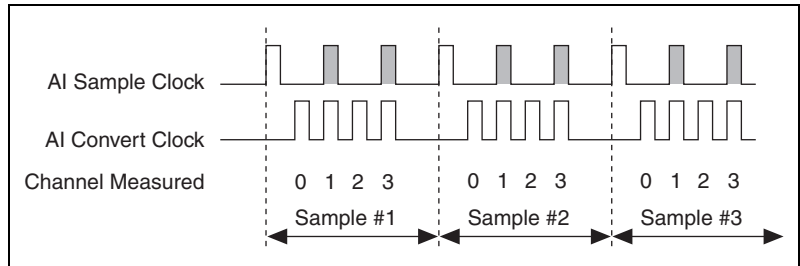 AI Sample Clock
AI Convert Clock
Channel Measured 0 1 2 3 0 1 2 3 0 1 2 3
Sample #1 Sample #2 Sample #3